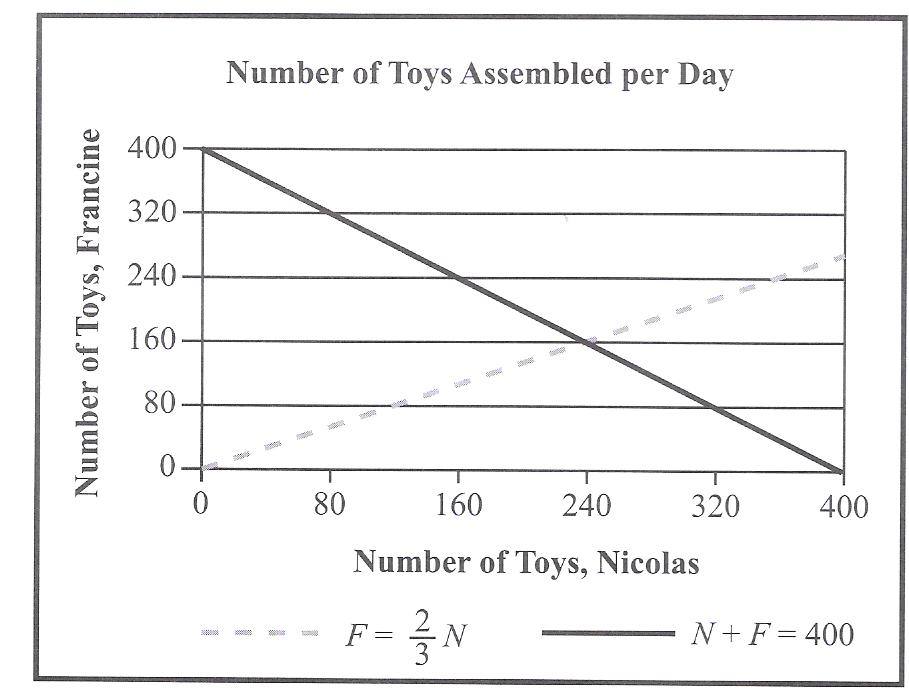 Number of Toys Assembled per Day
Number of Toys, Francine
400
320
240
160
80
0
0 80 160 240 320 400
Number of Toys, Nicolas
F = 2/3 N N + F = 400